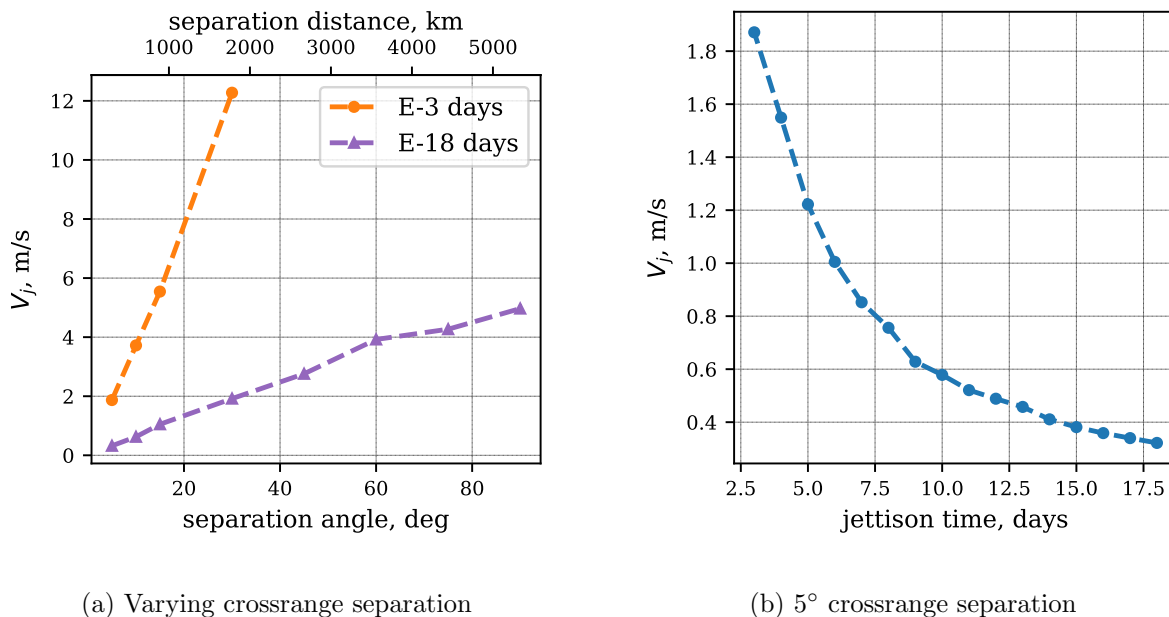 separation distance, km
1000 2000 3000 4000 5000
12
10
8
6
4
2
0
V_j, m/s
E-3 days
E-18 days
20 40 60 80
separation angle, deg
(a) Varying crossrange separation
1.8
1.6
1.4
1.2
1.0
0.8
0.6
0.4
V_j, m/s
2.5 5.0 7.5 10.0 12.5 15.0 17.5
jettison time, days
(b) 5° crossrange separation